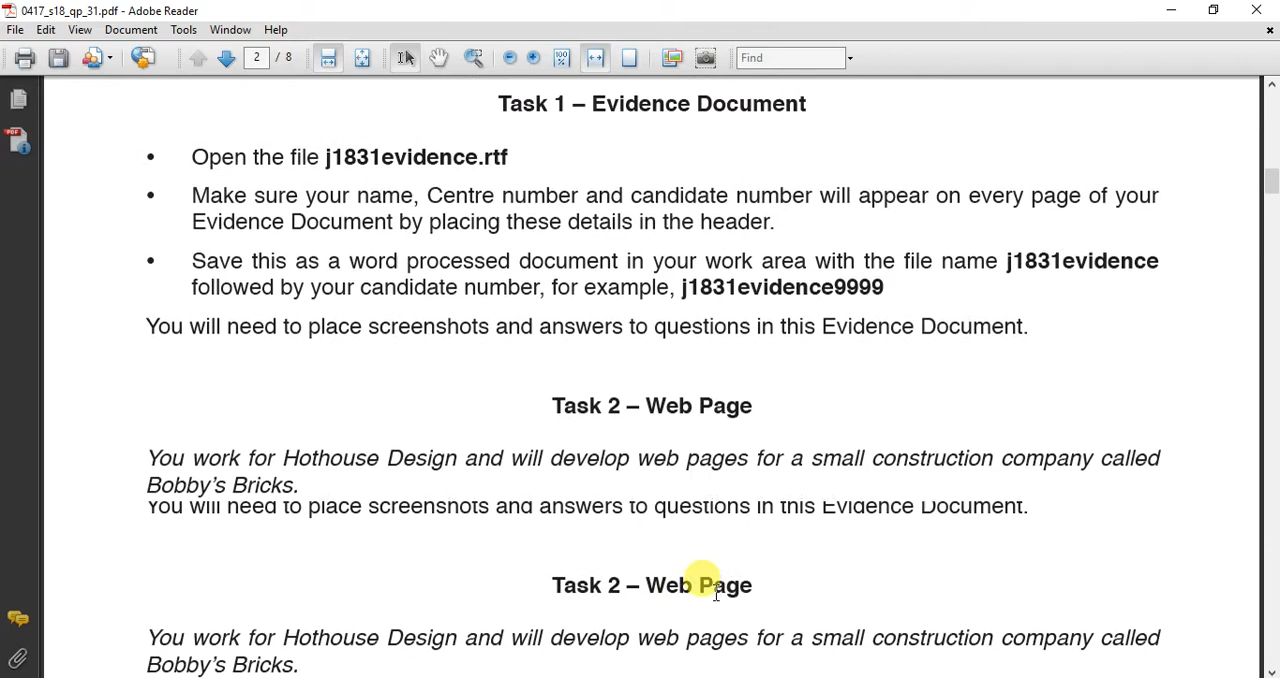 0417_s18_qp_31.pdf - Adobe Reader
File Edit View Document Tools Window Help
2 / 8 Find
Task 1 – Evidence Document
• Open the file j1831evidence.rtf
• Make sure your name, Centre number and candidate number will appear on every page of your
Evidence Document by placing these details in the header.
• Save this as a word processed document in your work area with the file name j1831evidence
followed by your candidate number, for example, j1831evidence9999
You will need to place screenshots and answers to questions in this Evidence Document.
Task 2 – Web Page
You work for Hothouse Design and will develop web pages for a small construction company called
Bobby's Bricks.
You will need to place screenshots and answers to questions in this Evidence Document.
Task 2 – Web Page
You work for Hothouse Design and will develop web pages for a small construction company called
Bobby's Bricks.